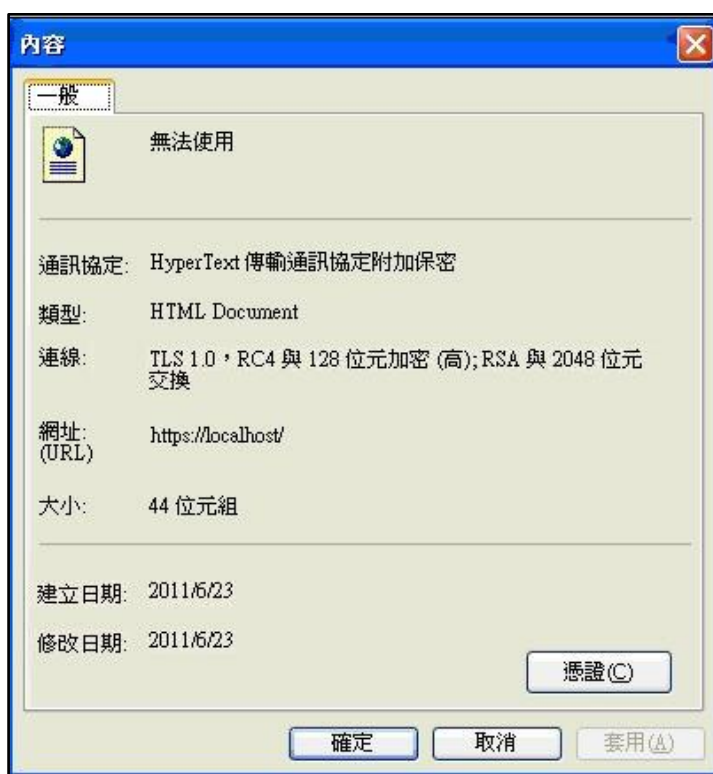 內容
一般
無法使用
通訊協定: HyperText 傳輸通訊協定附加保密
類型: HTML Document
連線: TLS 1.0，RC4 與 128 位元加密 (高); RSA 與 2048 位元
交換
網址: https://localhost/
(URL)
大小: 44 位元組
建立日期: 2011/6/23
修改日期: 2011/6/23
憑證(C)
確定 取消 套用(A)